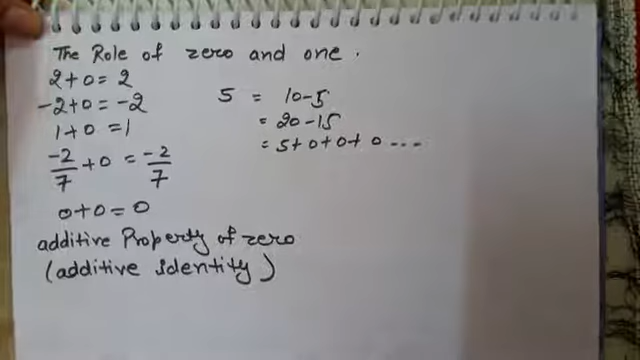 The Role of zero and one.
2+0=2
-2+0=-2
1+0=1
-2/7+0=-2/7
0+0=0
additive Property of zero
(additive identity)
5 = 10-5
= 20-15
= 5+0+0+0---